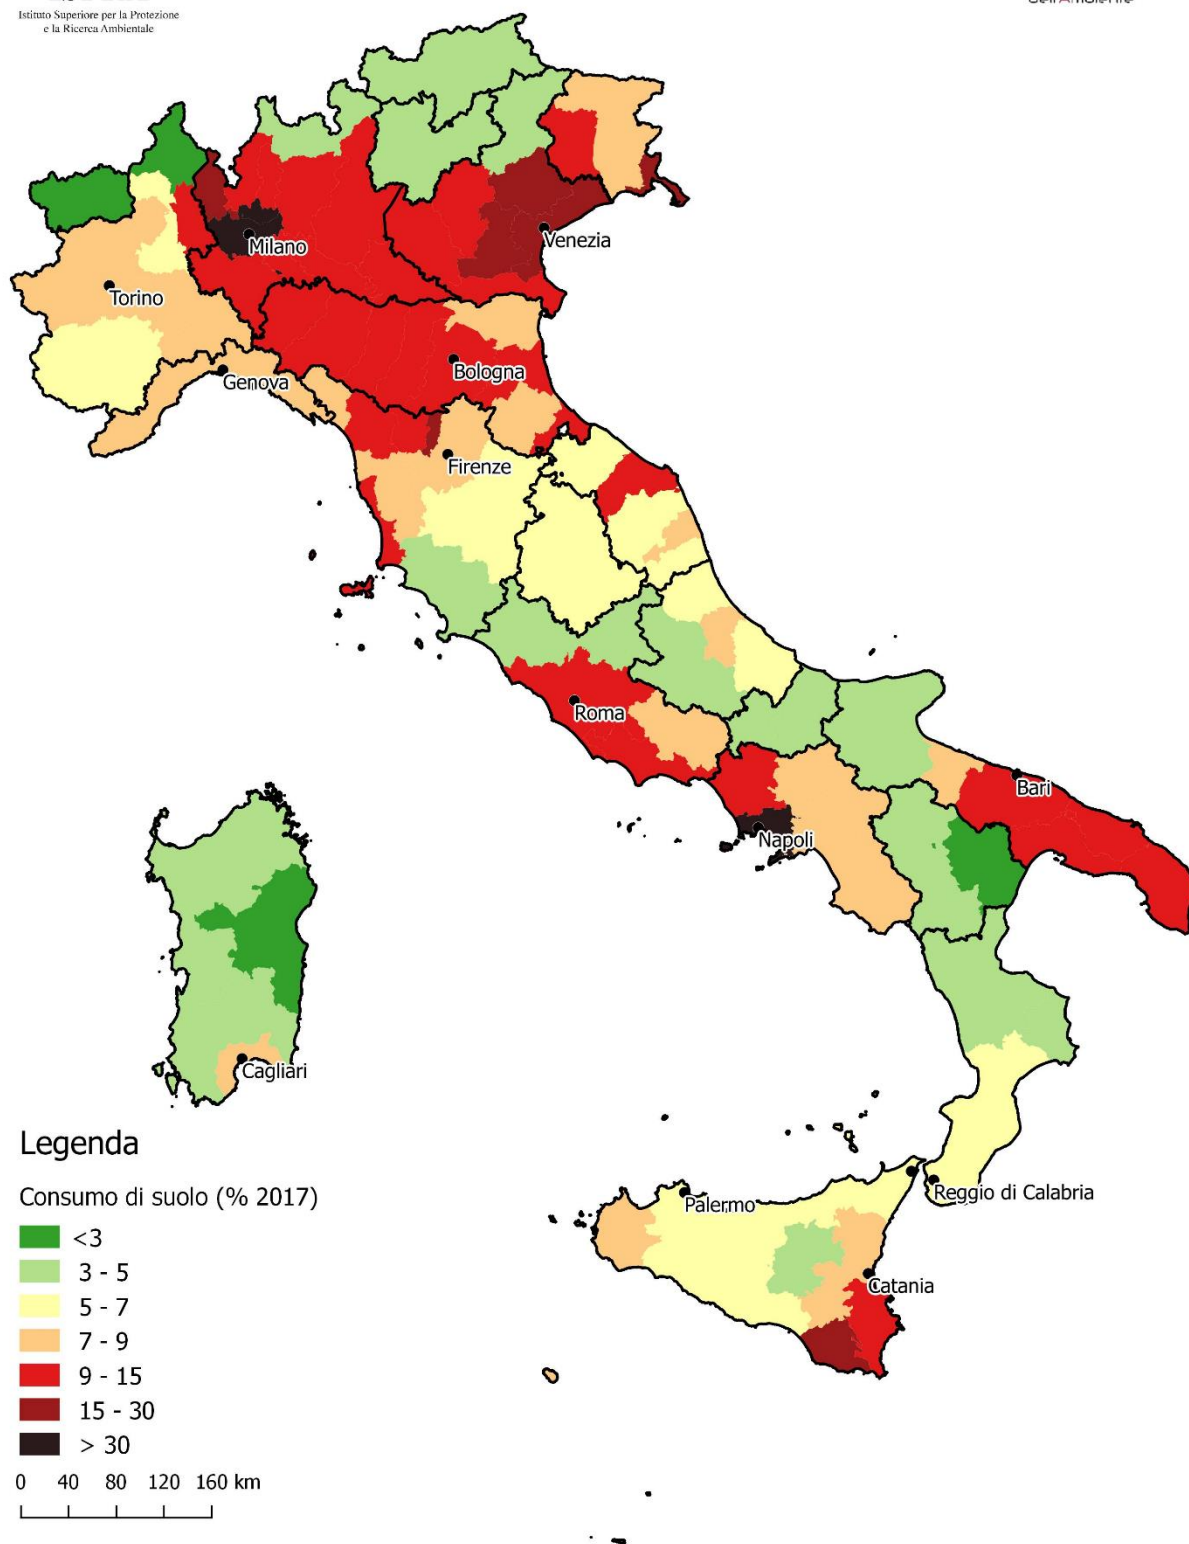 Istituto Superiore per la Protezione
e la Ricerca Ambientale
Milano
Venezia
Torino
Genova
Bologna
Firenze
Roma
Bari
Napoli
Cagliari
Reggio di Calabria
Palermo
Catania
Legenda
Consumo di suolo (% 2017)
<3
3 - 5
5 - 7
7 - 9
9 - 15
15 - 30
> 30
0 40 80 120 160 km